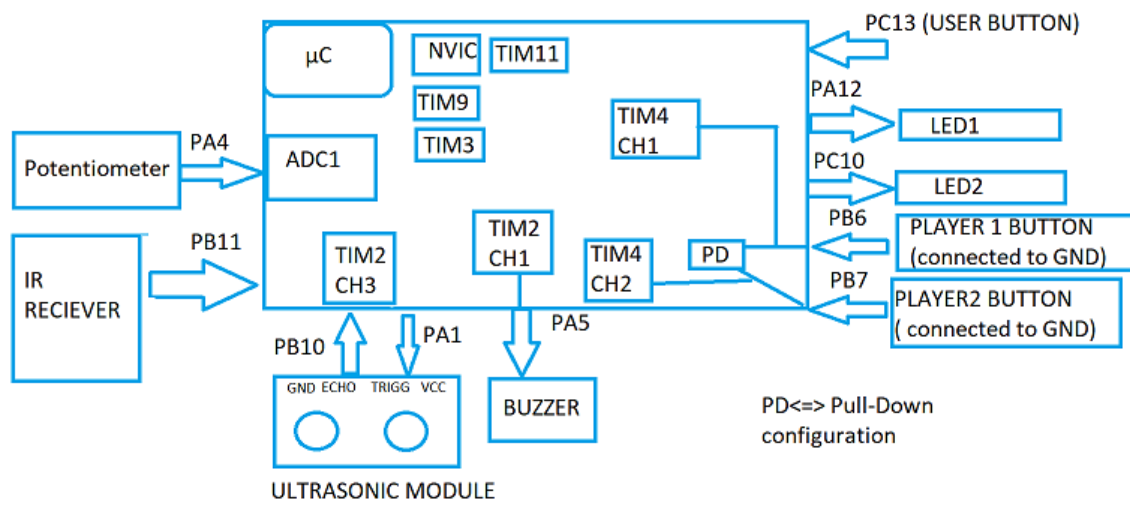 PC13 (USER BUTTON)
µC
NVIC
TIM11
TIM9
TIM3
PA12
LED1
TIM4
CH1
Potentiometer
PA4
ADC1
PC10
LED2
PB6
PLAYER 1 BUTTON
(connected to GND)
IR
RECIEVER
PB11
TIM2
CH3
TIM2
CH1
TIM4
CH2
PD
PB7
PLAYER2 BUTTON
( connected to GND)
PB10
PA1
PA5
GND ECHO TRIGG VCC
BUZZER
PD<=> Pull-Down
configuration
ULTRASONIC MODULE